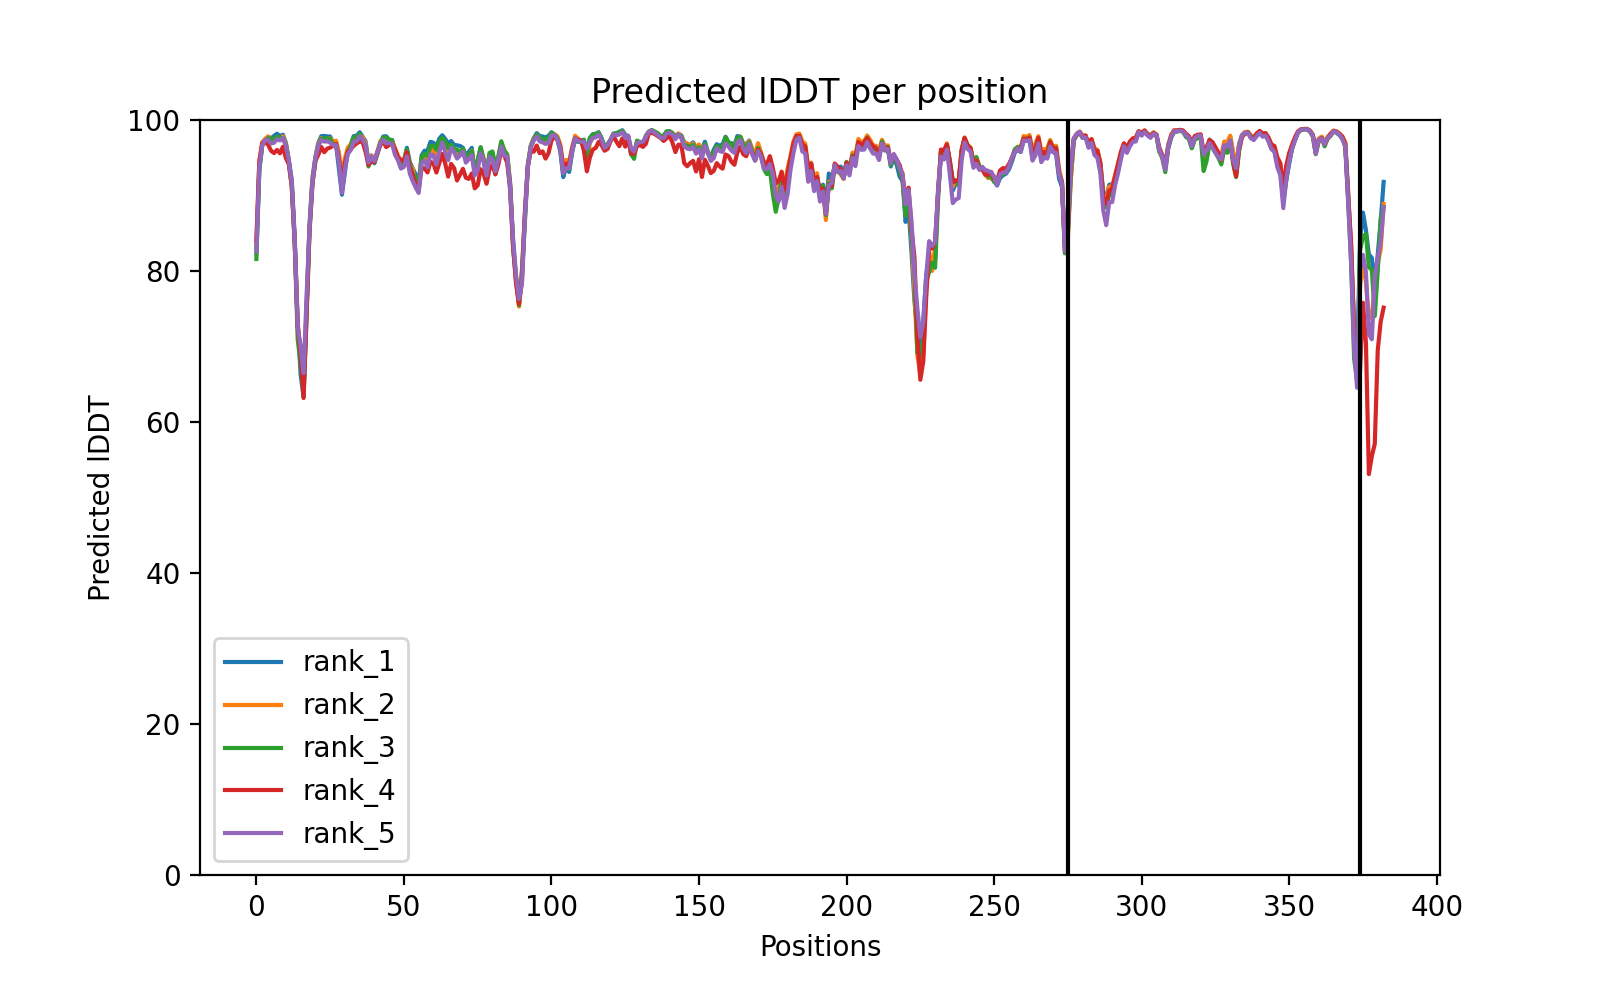 Predicted lDDT per position
100
80
60
40
20
0
Predicted lDDT
rank_1
rank_2
rank_3
rank_4
rank_5
0 50 100 150 200 250 300 350 400
Positions